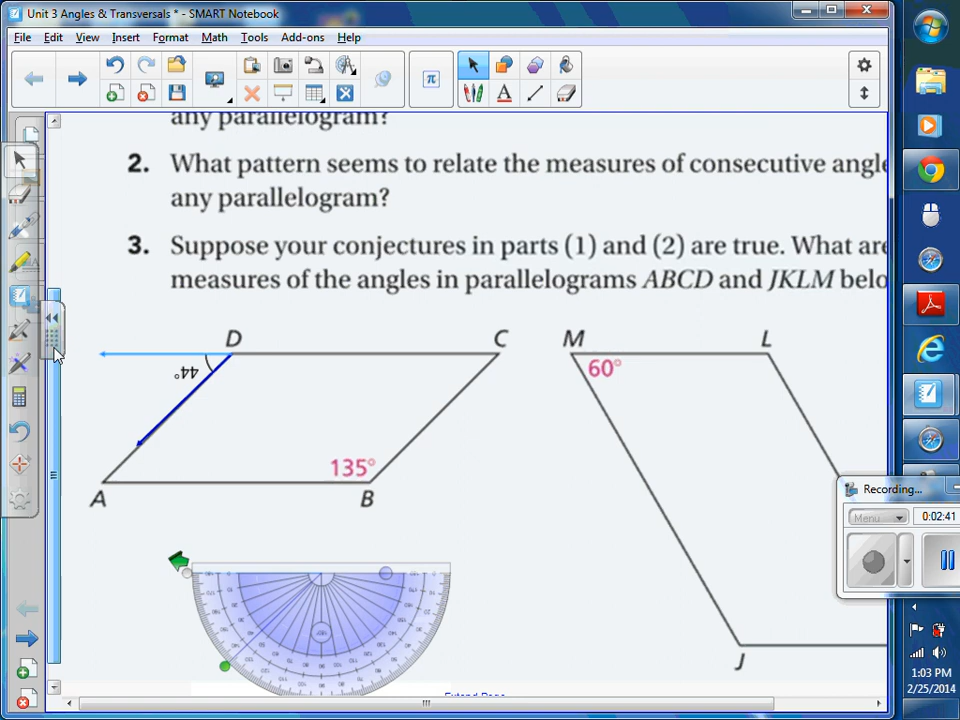 Unit 3 Angles & Transversals * - SMART Notebook
File Edit View Insert Format Math Tools Add-ons Help
any parallelogram?
2. What pattern seems to relate the measures of consecutive angle
any parallelogram?
3. Suppose your conjectures in parts (1) and (2) are true. What are
measures of the angles in parallelograms ABCD and JKLM belo
D C M L
44°
60°
135°
A B
J
Extend Page
Recording...
Menu 0:02:41
1:03 PM
2/25/2014